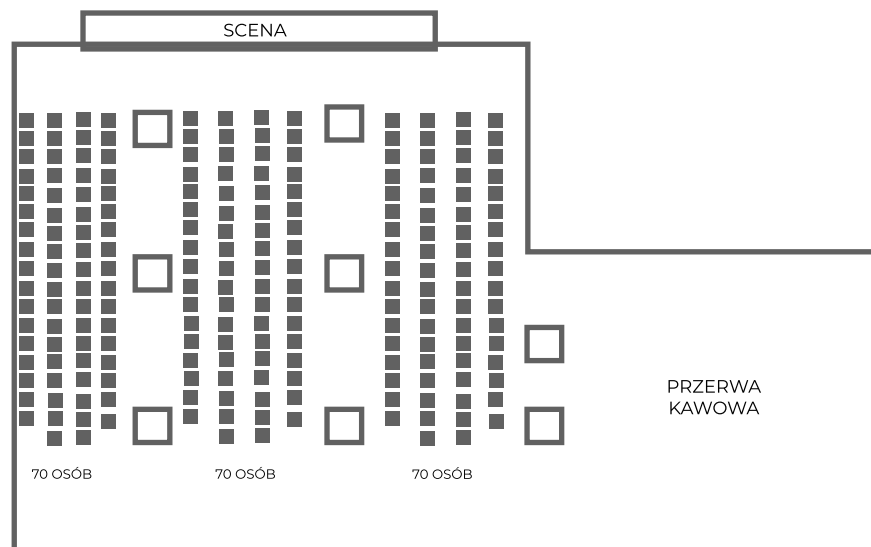 SCENA
PRZERWA
KAWOWA
70 OSÓB
70 OSÓB
70 OSÓB